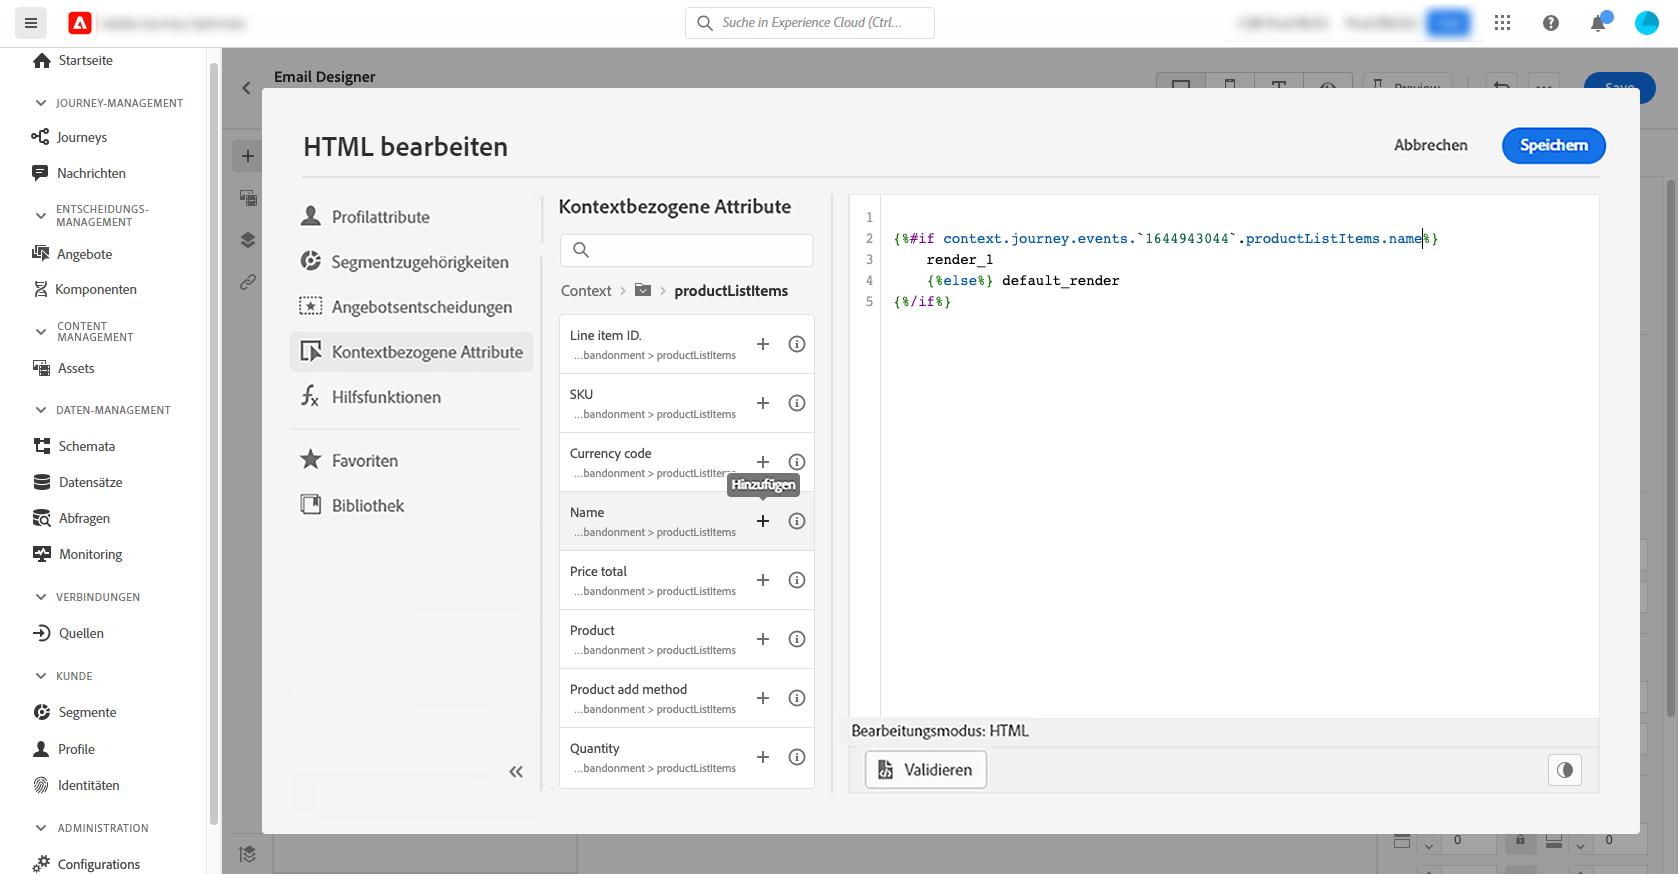 Suche in Experience Cloud (Ctrl...
Startseite
JOURNEY-MANAGEMENT
Journeys
Nachrichten
ENTSCHEIDUNGS-
MANAGEMENT
Angebote
Komponenten
CONTENT
MANAGEMENT
Assets
DATEN-MANAGEMENT
Schemata
Datensätze
Abfragen
Monitoring
VERBINDUNGEN
Quellen
KUNDE
Segmente
Profile
Identitäten
ADMINISTRATION
Configurations
Email Designer
Preview
Save
HTML bearbeiten
Abbrechen
Speichern
Profilattribute
Segmentzugehörigkeiten
Angebotsentscheidungen
Kontextbezogene Attribute
Hilfsfunktionen
Favoriten
Bibliothek
Kontextbezogene Attribute
Context > > productListItems
Line item ID.
...bandonment > productListItems
SKU
...bandonment > productListItems
Currency code
...bandonment > productListItems
Hinzufügen
Name
...bandonment > productListItems
Price total
...bandonment > productListItems
Product
...bandonment > productListItems
Product add method
...bandonment > productListItems
Quantity
...bandonment > productListItems
1
2 {%#if context.journey.events.`1644943044`.productListItems.name%}
3 render_1
4 {%else%} default_render
5 {%/if%}
Bearbeitungsmodus: HTML
Validieren
0
0